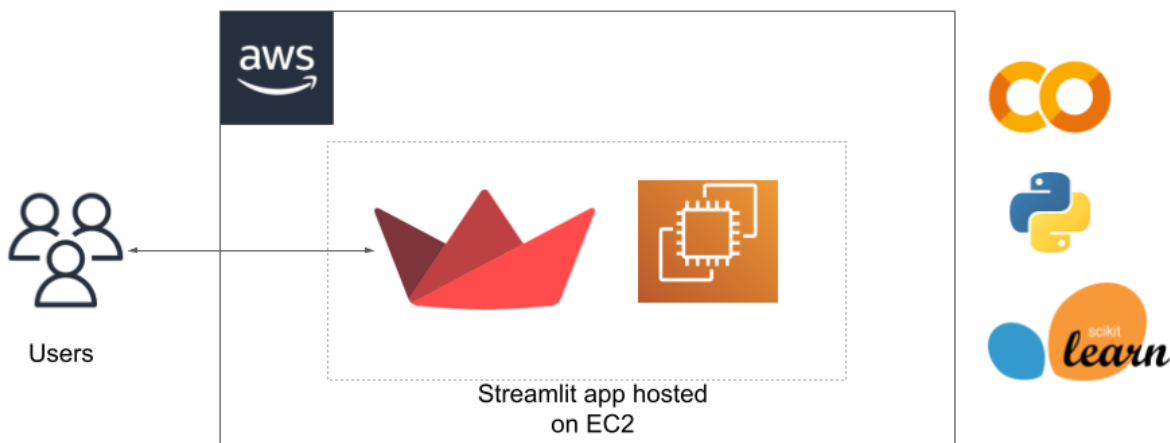 aws
Users
Streamlit app hosted
on EC2
scikit
learn